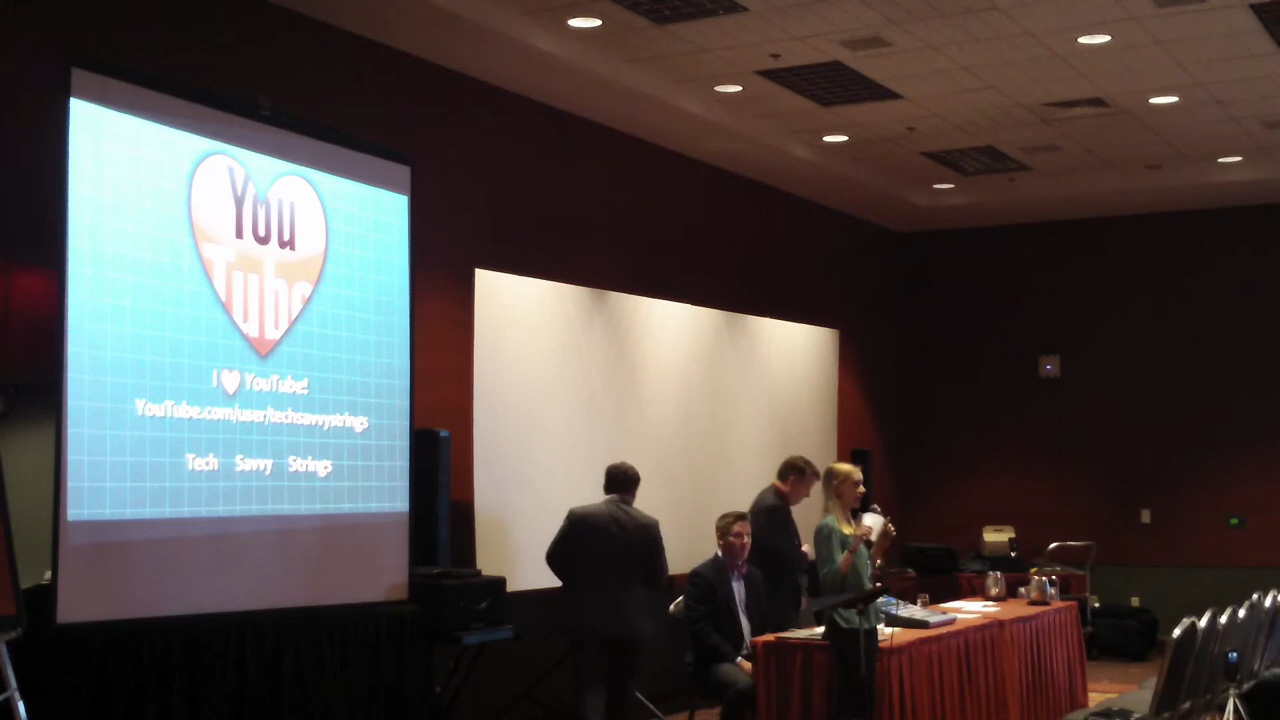 You
Tube
I ♥ YouTube!
YouTube.com/user/techsavvystrings
Tech Savvy Strings